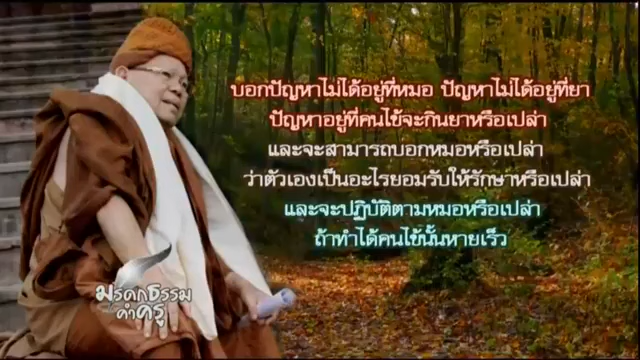 บอกปัญหาไม่ได้อยู่ที่หมอ ปัญหาไม่ได้อยู่ที่ยา
ปัญหาอยู่ที่คนไข้จะกินยาหรือเปล่า
และจะสามารถบอกหมอหรือเปล่า
ว่าตัวเองเป็นอะไรยอมรับให้รักษาหรือเปล่า
และจะปฏิบัติตามหมอหรือเปล่า
ถ้าทำได้คนไข้นั้นหายเร็ว
มรดกธรรม
คำครู